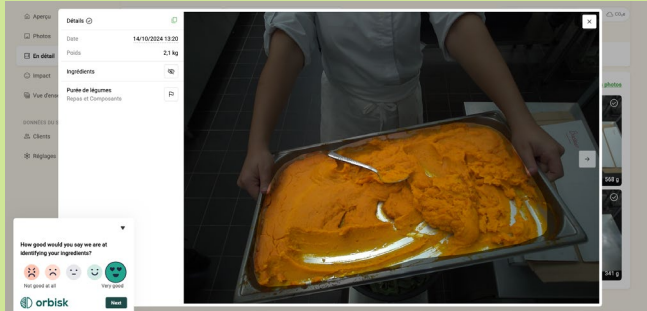 Aperçu
Photos
En détail
Impact
Vue d'ens
DONNÉES DU S
Clients
Réglages
Détails
Date 14/10/2024 13:20
Poids 2,1 kg
Ingrédients
Purée de légumes
Repas et Composants
photos
568 g
341 g
How good would you say we are at
identifying your ingredients?
Not good at all Very good
orbisk Next